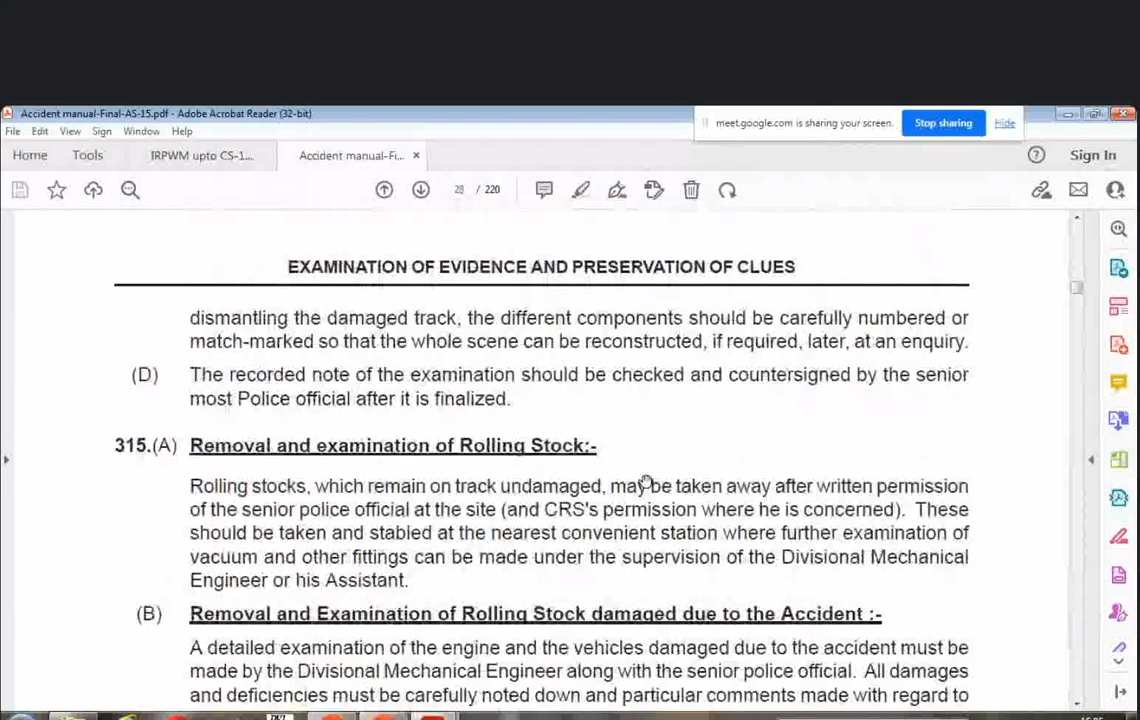 Accident manual-Final-AS-15.pdf - Adobe Acrobat Reader (32-bit)
meet.google.com is sharing your screen. Stop sharing Hide
File Edit View Sign Window Help
Home Tools IRPWM upto CS-1... Accident manual-Fi... × Sign In
28 / 220
EXAMINATION OF EVIDENCE AND PRESERVATION OF CLUES
dismantling the damaged track, the different components should be carefully numbered or
match-marked so that the whole scene can be reconstructed, if required, later, at an enquiry.
(D) The recorded note of the examination should be checked and countersigned by the senior
most Police official after it is finalized.
315.(A) Removal and examination of Rolling Stock:-
Rolling stocks, which remain on track undamaged, may be taken away after written permission
of the senior police official at the site (and CRS's permission where he is concerned). These
should be taken and stabled at the nearest convenient station where further examination of
vacuum and other fittings can be made under the supervision of the Divisional Mechanical
Engineer or his Assistant.
(B) Removal and Examination of Rolling Stock damaged due to the Accident :-
A detailed examination of the engine and the vehicles damaged due to the accident must be
made by the Divisional Mechanical Engineer along with the senior police official. All damages
and deficiencies must be carefully noted down and particular comments made with regard to